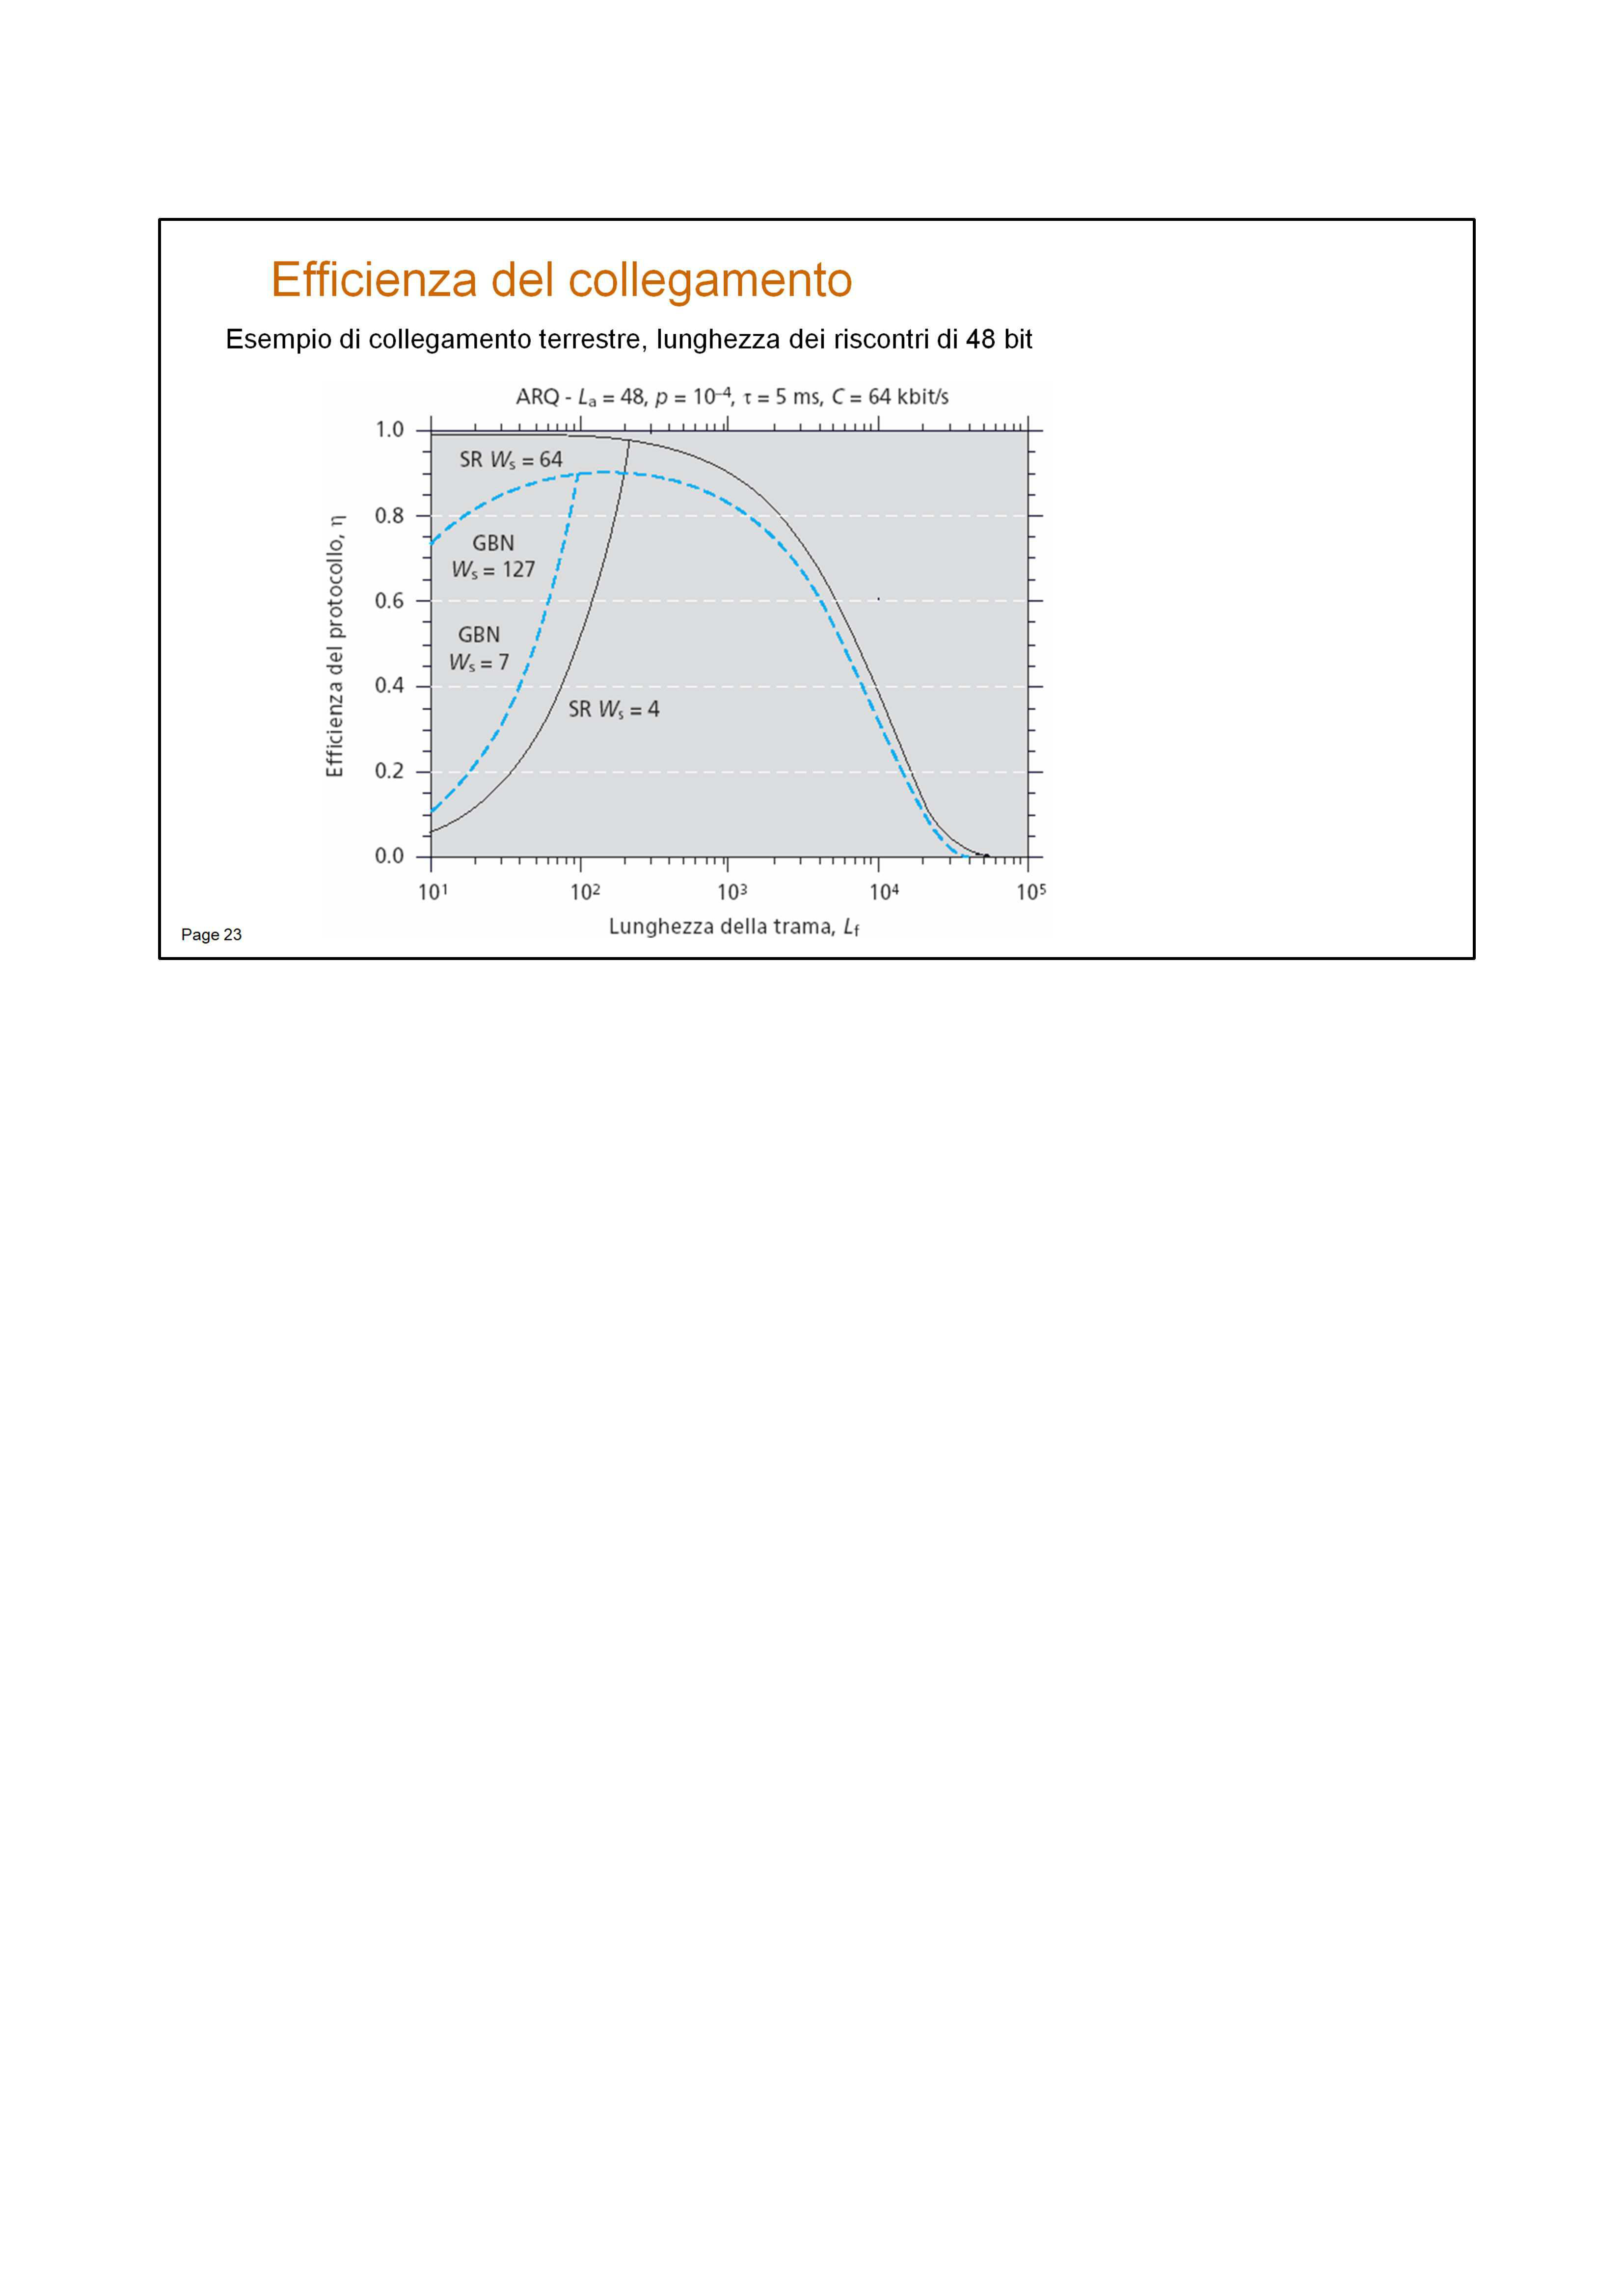 Efficienza del collegamento
Esempio di collegamento terrestre, lunghezza dei riscontri di 48 bit
ARQ - Lₐ = 48, p = 10⁻⁴, τ = 5 ms, C = 64 kbit/s
Efficienza del protocollo, η
1.0
0.8
0.6
0.4
0.2
0.0
SR Wₛ = 64
GBN
Wₛ = 127
GBN
Wₛ = 7
SR Wₛ = 4
10¹ 10² 10³ 10⁴ 10⁵
Lunghezza della trama, L_f
Page 23